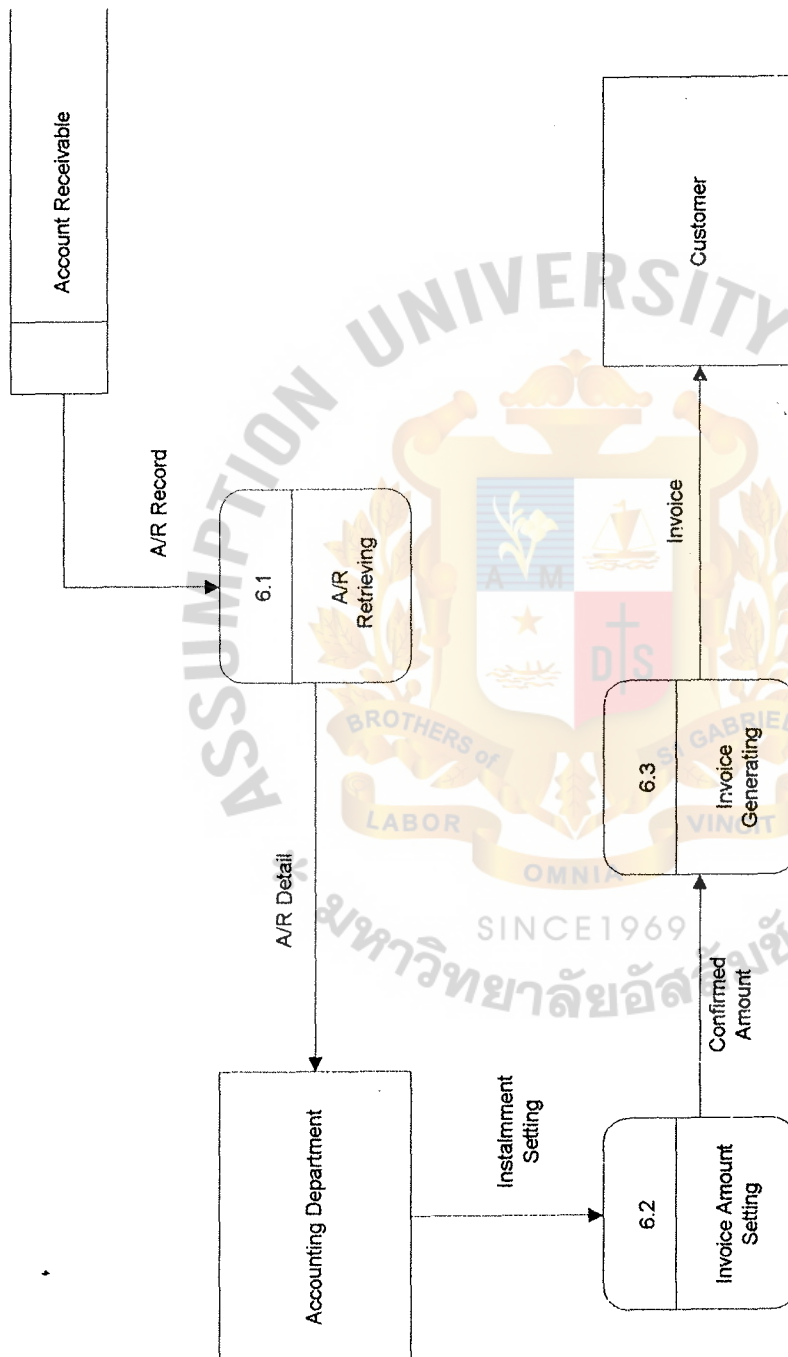 Account Receivable
A/R Record
6.1
A/R
Retrieving
A/R Detail
Accounting Department
Instalmment
Setting
6.2
Invoice Amount
Setting
Confirmed
Amount
6.3
Invoice
Generating
Invoice
Customer
ASSUMPTION UNIVERSITY
A M
D S
BROTHERS of
ST GABRIEL
LABOR
OMNIA
VINCIT
SINCE1969